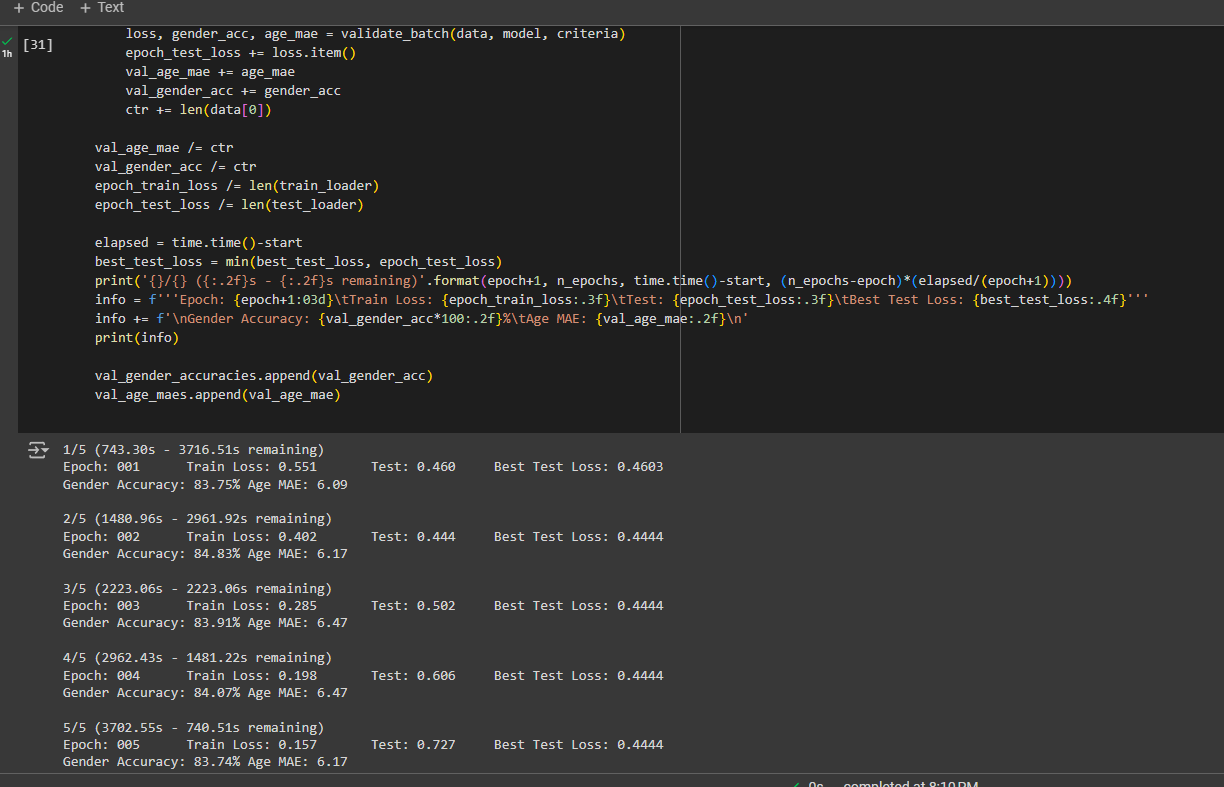 + Code + Text
[31]
1h
loss, gender_acc, age_mae = validate_batch(data, model, criteria)
epoch_test_loss += loss.item()
val_age_mae += age_mae
val_gender_acc += gender_acc
ctr += len(data[0])
val_age_mae /= ctr
val_gender_acc /= ctr
epoch_train_loss /= len(train_loader)
epoch_test_loss /= len(test_loader)
elapsed = time.time()-start
best_test_loss = min(best_test_loss, epoch_test_loss)
print('{}/{} ({:.2f}s - {:.2f}s remaining)'.format(epoch+1, n_epochs, time.time()-start, (n_epochs-epoch)*(elapsed/(epoch+1))))
info = f'''Epoch: {epoch+1:03d}\tTrain Loss: {epoch_train_loss:.3f}\tTest: {epoch_test_loss:.3f}\tBest Test Loss: {best_test_loss:.4f}'''
info += f'\nGender Accuracy: {val_gender_acc*100:.2f}%\tAge MAE: {val_age_mae:.2f}\n'
print(info)
val_gender_accuracies.append(val_gender_acc)
val_age_maes.append(val_age_mae)
1/5 (743.30s - 3716.51s remaining)
Epoch: 001 Train Loss: 0.551 Test: 0.460 Best Test Loss: 0.4603
Gender Accuracy: 83.75% Age MAE: 6.09
2/5 (1480.96s - 2961.92s remaining)
Epoch: 002 Train Loss: 0.402 Test: 0.444 Best Test Loss: 0.4444
Gender Accuracy: 84.83% Age MAE: 6.17
3/5 (2223.06s - 2223.06s remaining)
Epoch: 003 Train Loss: 0.285 Test: 0.502 Best Test Loss: 0.4444
Gender Accuracy: 83.91% Age MAE: 6.47
4/5 (2962.43s - 1481.22s remaining)
Epoch: 004 Train Loss: 0.198 Test: 0.606 Best Test Loss: 0.4444
Gender Accuracy: 84.07% Age MAE: 6.47
5/5 (3702.55s - 740.51s remaining)
Epoch: 005 Train Loss: 0.157 Test: 0.727 Best Test Loss: 0.4444
Gender Accuracy: 83.74% Age MAE: 6.17
0s completed at 8:10 PM